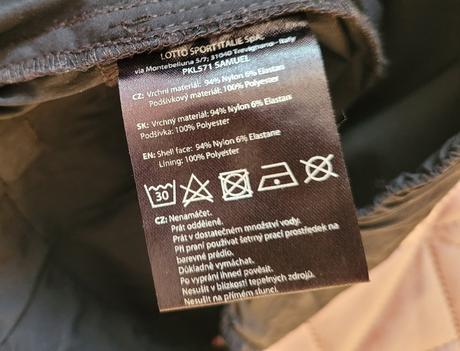 LOTTO SPORT ITALIE S.p.A.
via Montebelluna 5/7; 31040 Trevignano - Italy
PKL571 SAMUEL
CZ: Vrchní materiál: 94% Nylon 6% Elastan
Podšívkový materiál: 100% Polyester
SK: Vrchný materiál: 94% Nylon 6% Elastan
Podšívka: 100% Polyester
EN: Shell face: 94% Nylon 6% Elastane
Lining: 100% Polyester
30
CZ: Nenamáčet.
Prát odděleně.
Prát v dostatečném množství vody.
Při praní používat šetrný prací prostředek na
barevné prádlo.
Důkladně vymáchat.
Po vyprání ihned pověsit.
Nesušit v blízkosti tepelných zdrojů.
Nesušit na přímém slunci.